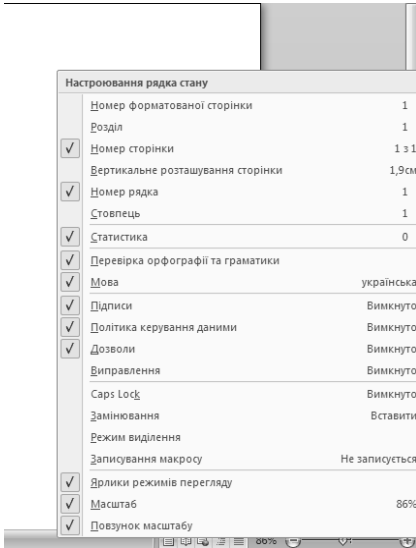 Настроювання рядка стану
Номер форматованої сторінки 1
Розділ 1
Номер сторінки 1 з 1
Вертикальне розташування сторінки 1,9см
Номер рядка 1
Стовпець 1
Статистика 0
Перевірка орфографії та граматики
Мова українська
Підписи Вимкнуто
Політика керування даними Вимкнуто
Дозволи Вимкнуто
Виправлення Вимкнуто
Caps Lock Вимкнуто
Замінювання Вставити
Режим виділення
Записування макросу Не записується
Ярлики режимів перегляду
Масштаб 86%
Повзунок масштабу
86%